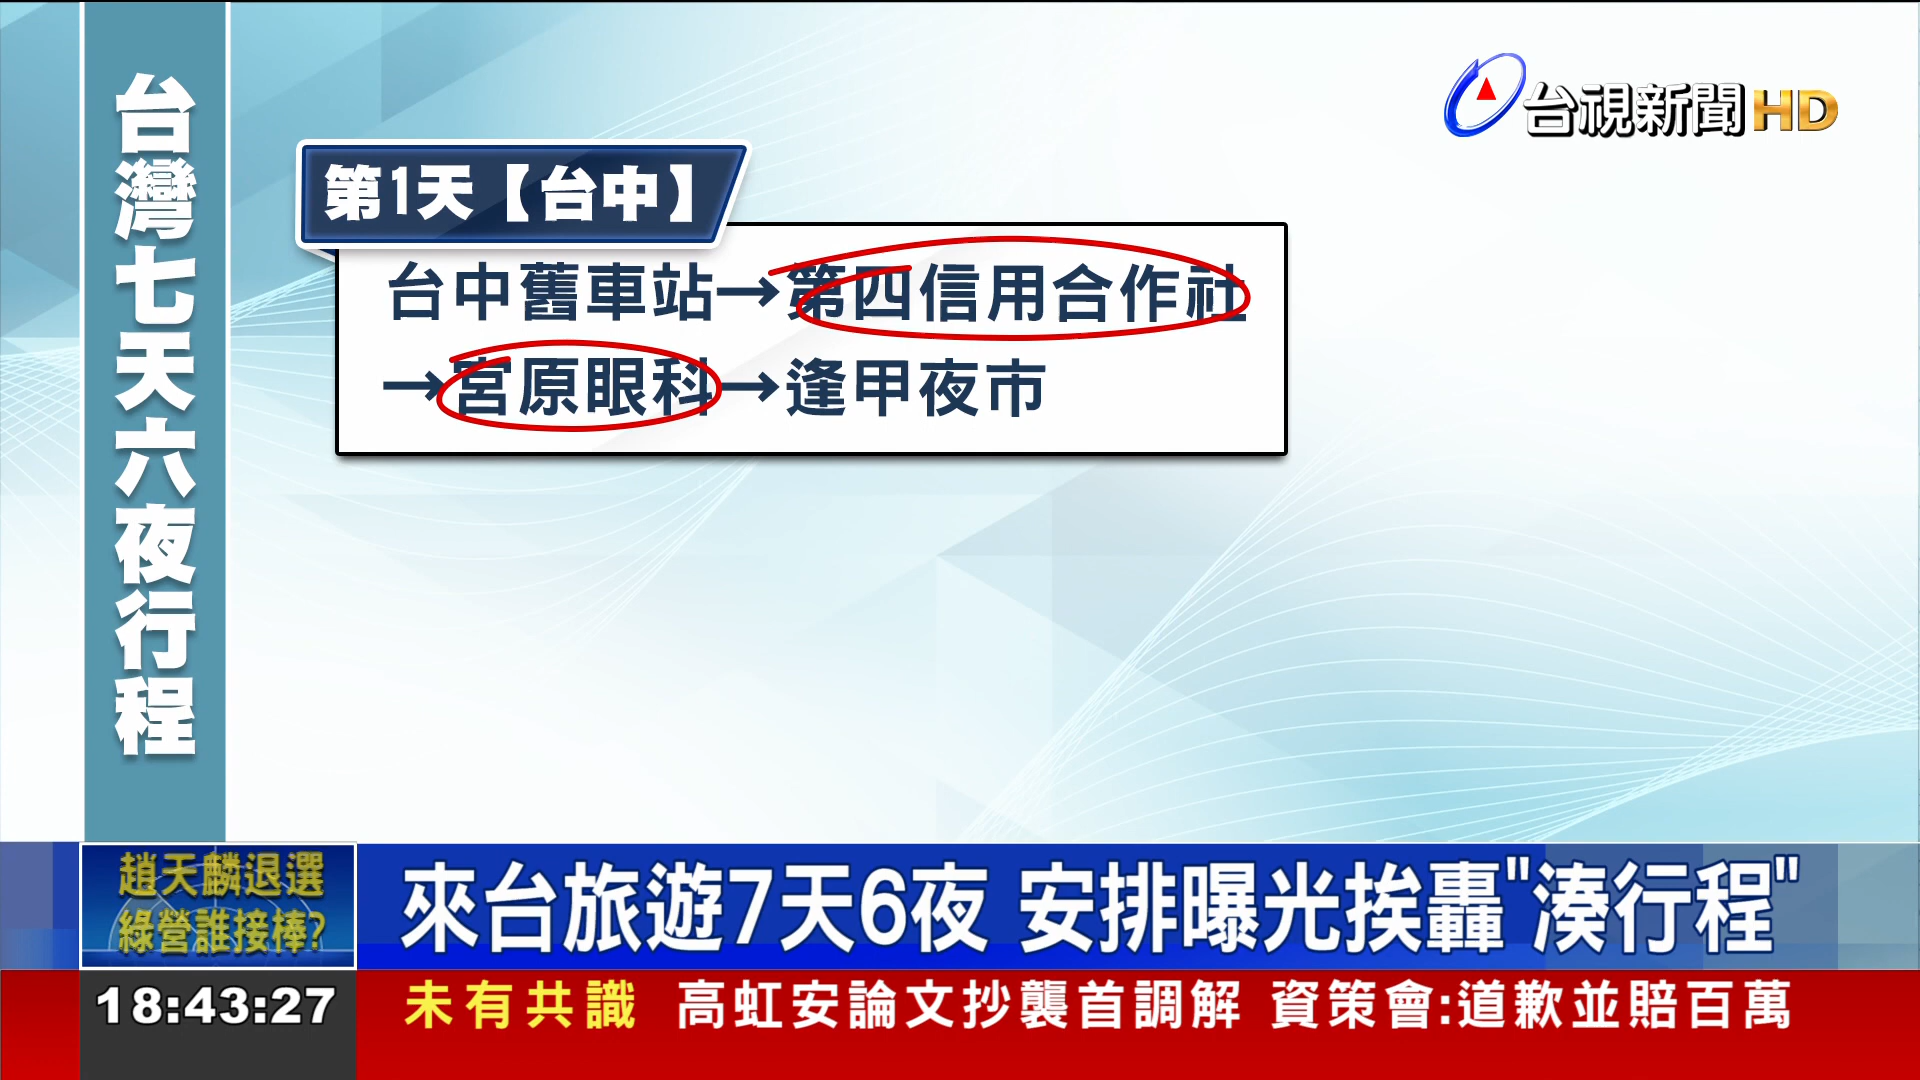 台灣七天六夜行程
台視新聞HD
第1天【台中】
台中舊車站→第四信用合作社
→宮原眼科→逢甲夜市
趙天麟退選
綠營誰接棒?
來台旅遊7天6夜 安排曝光挨轟"湊行程"
18:43:27
未有共識 高虹安論文抄襲首調解 資策會:道歉並賠百萬